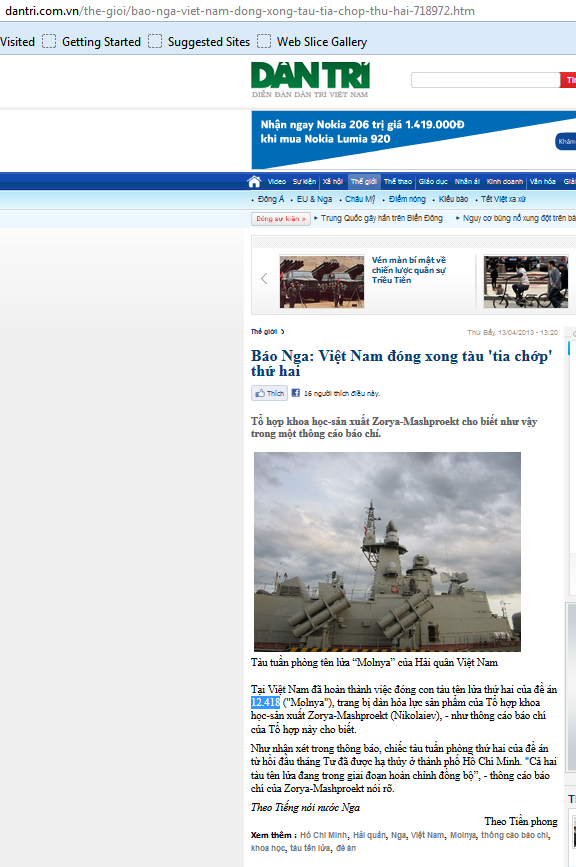 dantri.com.vn/the-gioi/bao-nga-viet-nam-dong-xong-tau-tia-chop-thu-hai-718972.htm
Visited Getting Started Suggested Sites Web Slice Gallery
DÂN TRÍ
DIỄN ĐÀN DÂN TRÍ VIỆT NAM
Nhận ngay Nokia 206 trị giá 1.419.000Đ
khi mua Nokia Lumia 920
Video Sự kiện Xã hội Thế giới Thể thao Giáo dục Nhân ái Kinh doanh Văn hóa
Đông Á EU & Nga Châu Mỹ Điểm nóng Kiều bào Tết Việt xa xứ
Dòng sự kiện » Trung Quốc gây hấn trên Biển Đông Nguy cơ bùng nổ xung đột trên
Vén màn bí mật về
chiến lược quân sự
Triều Tiên
Thế giới
Thứ Bẩy, 13/04/2013 - 13:20
Báo Nga: Việt Nam đóng xong tàu 'tia chớp'
thứ hai
Thích 16 người thích điều này.
Tổ hợp khoa học-sản xuất Zorya-Mashproekt cho biết như vậy
trong một thông cáo báo chí.
Tàu tuần phòng tên lửa “Molnya” của Hải quân Việt Nam
Tại Việt Nam đã hoàn thành việc đóng con tàu tên lửa thứ hai của đề án
12.418 ("Molnya"), trang bị dàn hỏa lực sản phẩm của Tổ hợp khoa
học-sản xuất Zorya-Mashproekt (Nikolaiev), - như thông cáo báo chí
của Tổ hợp này cho biết.
Như nhận xét trong thông báo, chiếc tàu tuần phòng thứ hai của đề án
từ hồi đầu tháng Tư đã được hạ thủy ở thành phố Hồ Chí Minh. "Cả hai
tàu tên lửa đang trong giai đoạn hoàn chỉnh đồng bộ”, - thông cáo báo
chí của Zorya-Mashproekt nói rõ.
Theo Tiếng nói nước Nga
Theo Tiền phong
Xem thêm : Hồ Chí Minh, Hải quân, Nga, Việt Nam, Molnya, thông cáo báo chí,
khoa học, tàu tên lửa, đề án